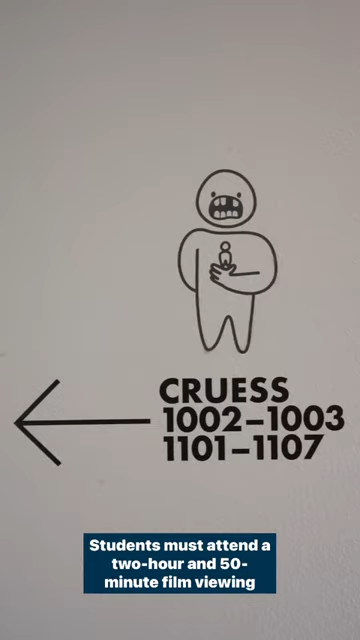 CRUESS
1002–1003
1101–1107
Students must attend a
two-hour and 50-
minute film viewing